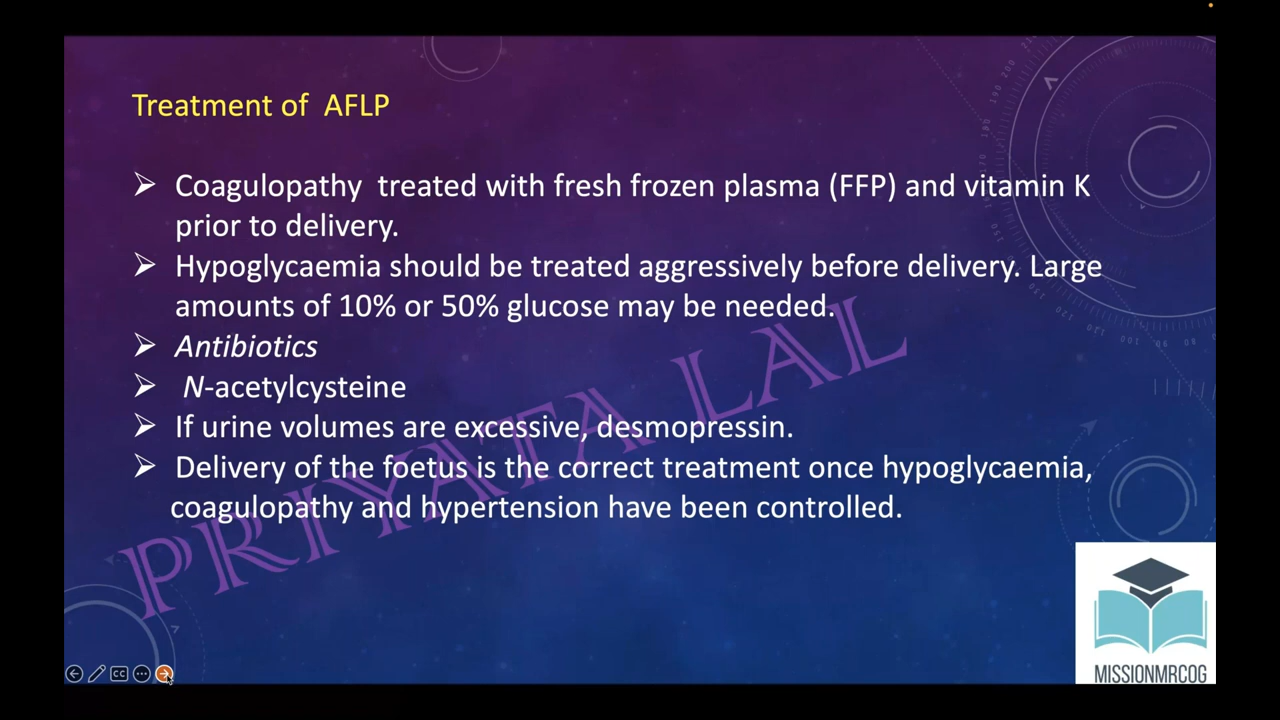 Treatment of AFLP
Coagulopathy treated with fresh frozen plasma (FFP) and vitamin K
prior to delivery.
Hypoglycaemia should be treated aggressively before delivery. Large
amounts of 10% or 50% glucose may be needed.
Antibiotics
N-acetylcysteine
If urine volumes are excessive, desmopressin.
Delivery of the foetus is the correct treatment once hypoglycaemia,
coagulopathy and hypertension have been controlled.
PRIYATA LAL
MISSIONMRCOG
CC